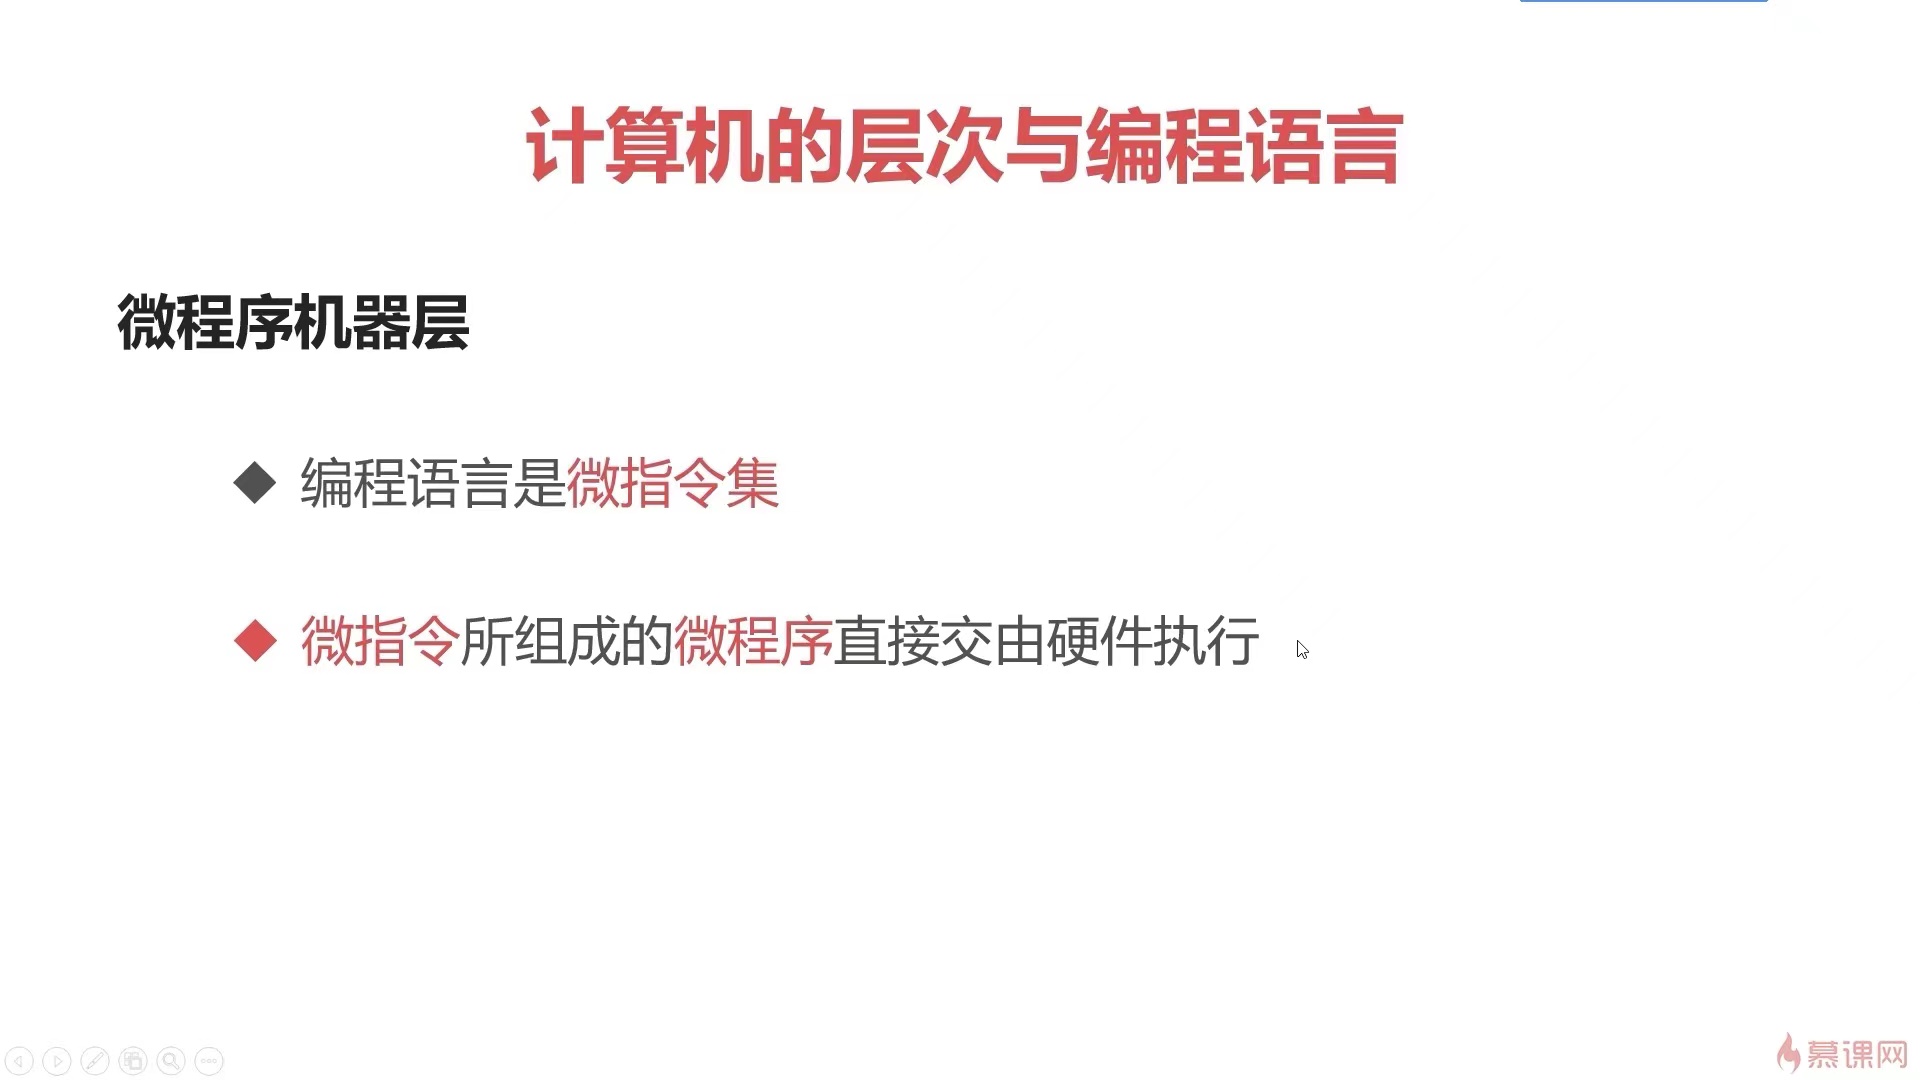 计算机的层次与编程语言
微程序机器层
编程语言是微指令集
微指令所组成的微程序直接交由硬件执行
慕课网